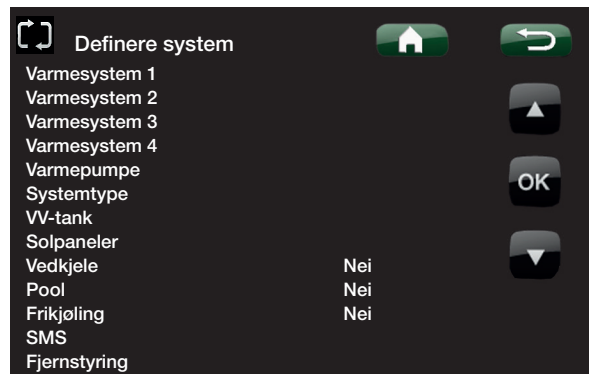 Definere system
Varmesystem 1
Varmesystem 2
Varmesystem 3
Varmesystem 4
Varmepumpe
OK
Systemtype
VV-tank
Solpaneler
Vedkjele Nei
Pool Nei
Frikjøling Nei
SMS
Fjernstyring